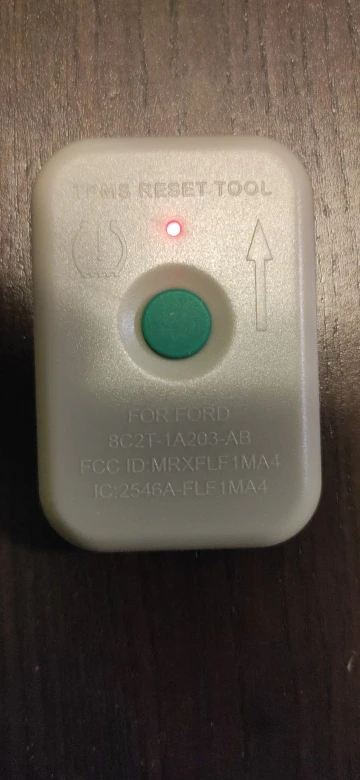 TPMS RESET TOOL
FOR FORD
8C2T-1A203-AB
FCC ID:MRXFLF1MA4
IC:2546A-FLF1MA4